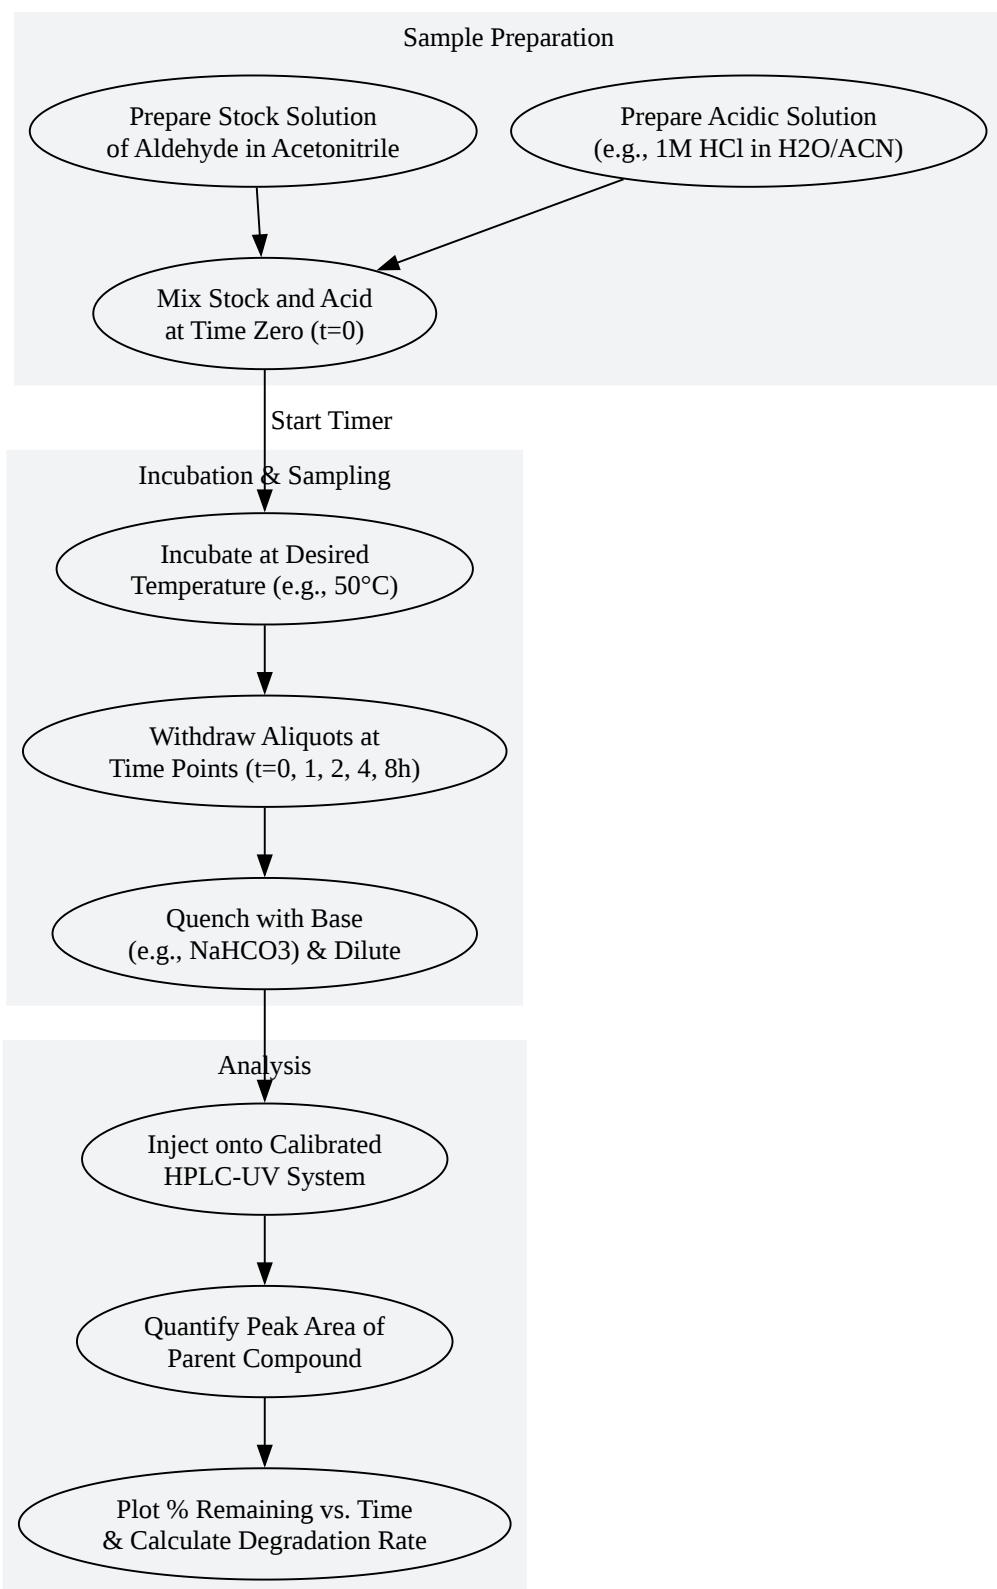 Sample Preparation
Prepare Stock Solution
of Aldehyde in Acetonitrile
Prepare Acidic Solution
(e.g., 1M HCl in H2O/ACN)
Mix Stock and Acid
at Time Zero (t=0)
Start Timer
Incubation & Sampling
Incubate at Desired
Temperature (e.g., 50°C)
Withdraw Aliquots at
Time Points (t=0, 1, 2, 4, 8h)
Quench with Base
(e.g., NaHCO3) & Dilute
Analysis
Inject onto Calibrated
HPLC-UV System
Quantify Peak Area of
Parent Compound
Plot % Remaining vs. Time
& Calculate Degradation Rate